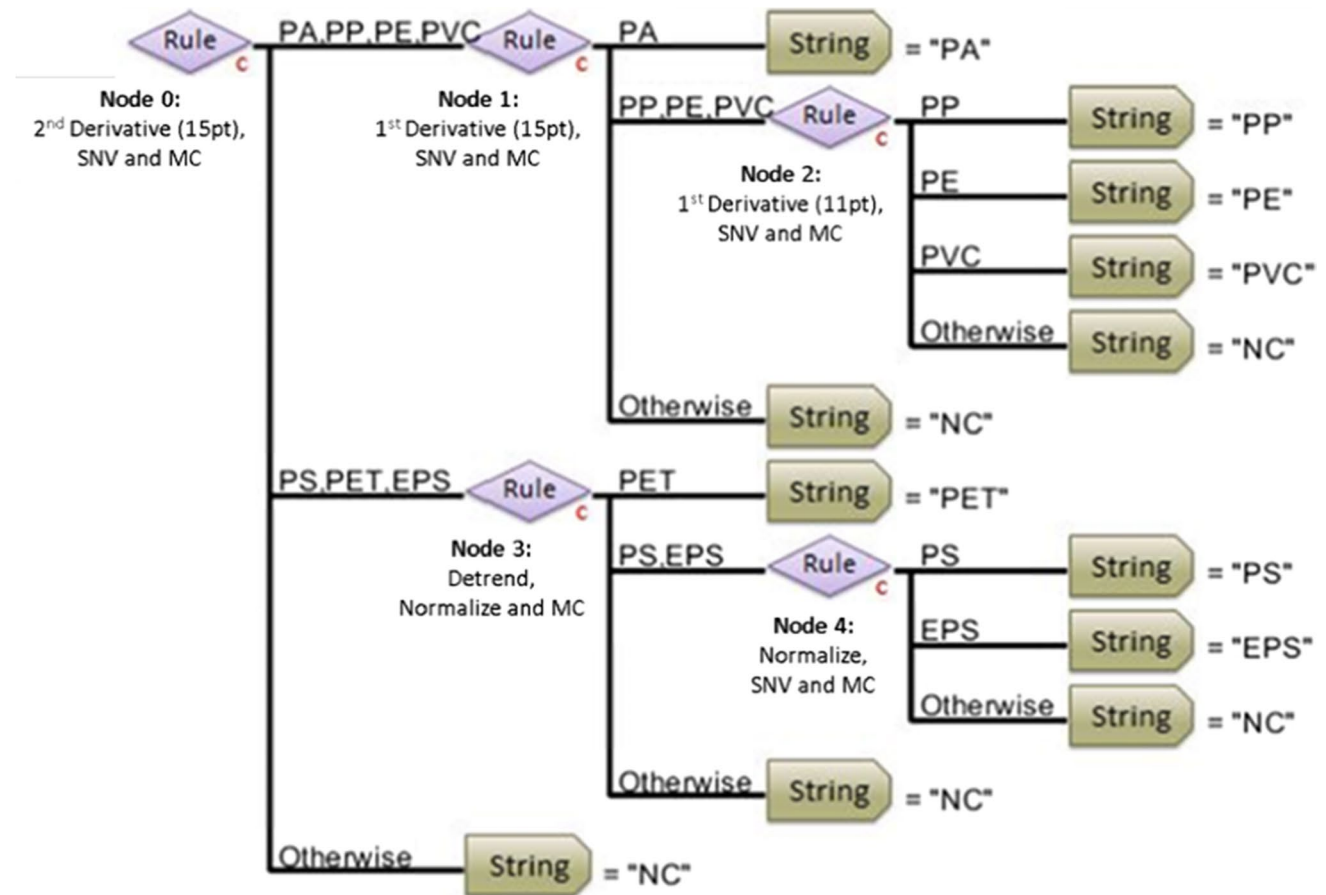 Rule
c
PA,PP,PE,PVC
Rule
c
PA
String
= "PA"
Node 0:
2nd Derivative (15pt),
SNV and MC
Node 1:
1st Derivative (15pt),
SNV and MC
PP,PE,PVC
Rule
c
PP
String
= "PP"
Node 2:
1st Derivative (11pt),
SNV and MC
PE
String
= "PE"
PVC
String
= "PVC"
Otherwise
String
= "NC"
Otherwise
String
= "NC"
PS,PET,EPS
Rule
c
PET
String
= "PET"
Node 3:
Detrend,
Normalize and MC
PS,EPS
Rule
c
PS
String
= "PS"
Node 4:
Normalize,
SNV and MC
EPS
String
= "EPS"
Otherwise
String
= "NC"
Otherwise
String
= "NC"
Otherwise
String
= "NC"